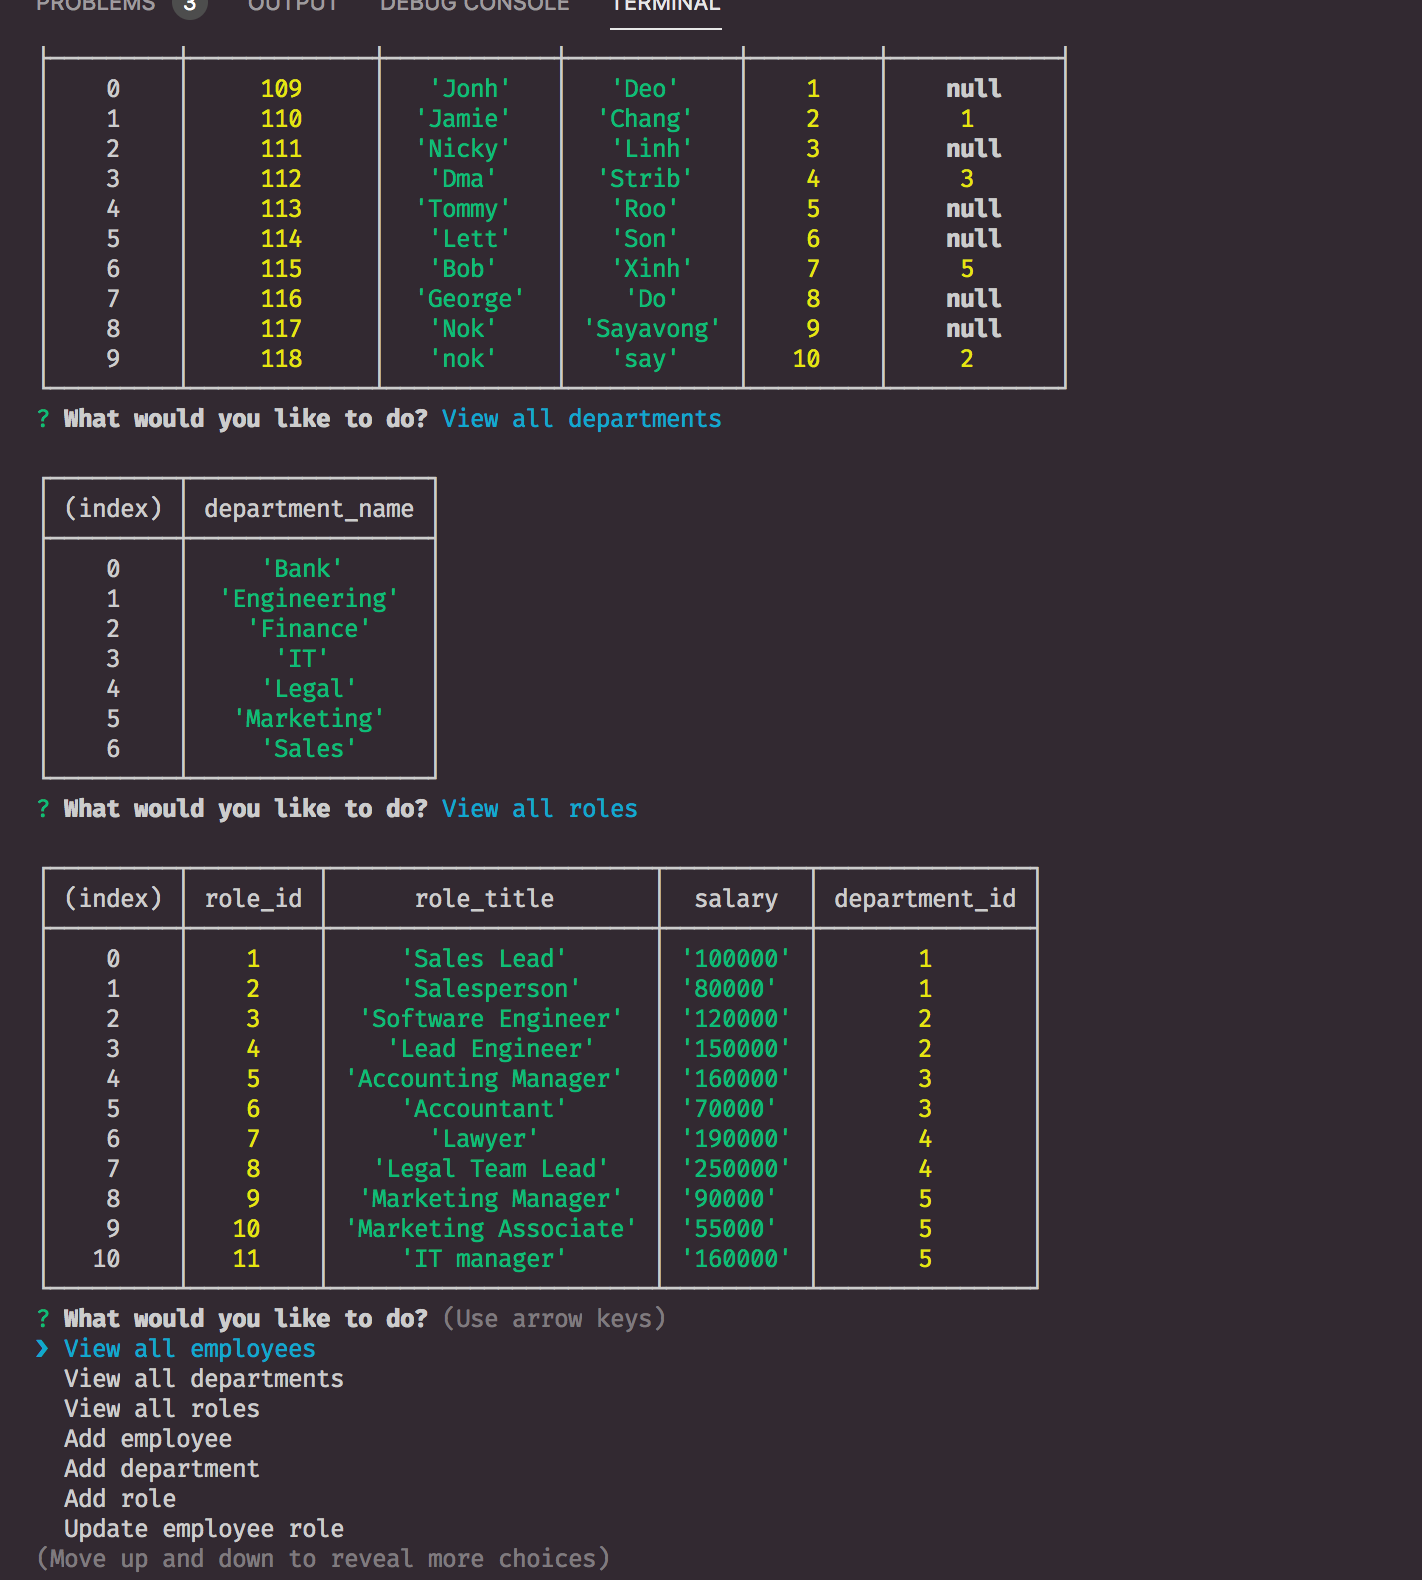 PROBLEMS 3 OUTPUT DEBUG CONSOLE TERMINAL
0 109 'Jonh' 'Deo' 1 null
1 110 'Jamie' 'Chang' 2 1
2 111 'Nicky' 'Linh' 3 null
3 112 'Dma' 'Strib' 4 3
4 113 'Tommy' 'Roo' 5 null
5 114 'Lett' 'Son' 6 null
6 115 'Bob' 'Xinh' 7 5
7 116 'George' 'Do' 8 null
8 117 'Nok' 'Sayavong' 9 null
9 118 'nok' 'say' 10 2
? What would you like to do? View all departments
(index) department_name
0 'Bank'
1 'Engineering'
2 'Finance'
3 'IT'
4 'Legal'
5 'Marketing'
6 'Sales'
? What would you like to do? View all roles
(index) role_id role_title salary department_id
0 1 'Sales Lead' '100000' 1
1 2 'Salesperson' '80000' 1
2 3 'Software Engineer' '120000' 2
3 4 'Lead Engineer' '150000' 2
4 5 'Accounting Manager' '160000' 3
5 6 'Accountant' '70000' 3
6 7 'Lawyer' '190000' 4
7 8 'Legal Team Lead' '250000' 4
8 9 'Marketing Manager' '90000' 5
9 10 'Marketing Associate' '55000' 5
10 11 'IT manager' '160000' 5
? What would you like to do? (Use arrow keys)
❯ View all employees
View all departments
View all roles
Add employee
Add department
Add role
Update employee role
(Move up and down to reveal more choices)